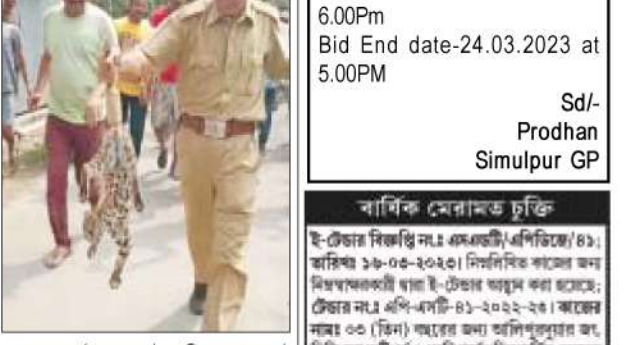 6.00Pm
Bid End date-24.03.2023 at
5.00PM
Sd/-
Prodhan
Simulpur GP
বার্ষিক মেরামত চুক্তি
ই-টেন্ডার বিজ্ঞপ্তি নং.ঃ এসএন্ডটি/এপিডিজে/৪১;
তারিখঃ ১৬-০৩-২০২৩। নিম্নলিখিত কাজের জন্য
নিম্নস্বাক্ষরকারী দ্বারা ই-টেন্ডার আহ্বান করা হয়েছে;
টেন্ডার নং.ঃ এপি-এসটি-৪১-২০২২-২৩। কাজের
নামঃ ০৩ (তিন) বছরের জন্য আলিপুরদুয়ার জং.